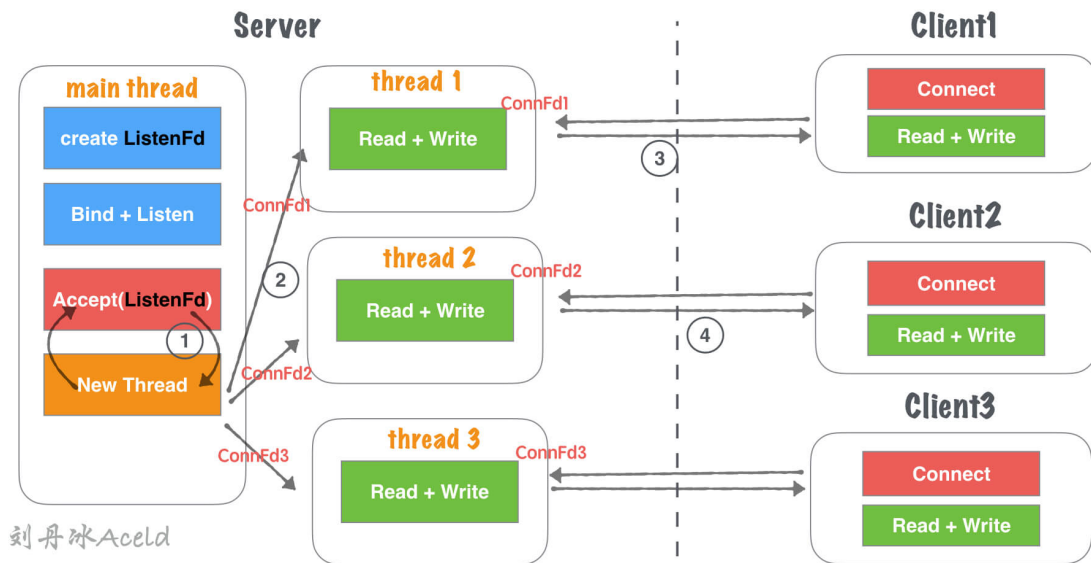 Server
Client1
main thread
create ListenFd
Bind + Listen
Accept(ListenFd)
1
New Thread
ConnFd1
2
ConnFd2
ConnFd3
thread 1
ConnFd1
Read + Write
thread 2
ConnFd2
Read + Write
thread 3
ConnFd3
Read + Write
3
4
Connect
Read + Write
Client2
Connect
Read + Write
Client3
Connect
Read + Write
刘丹冰Aceld